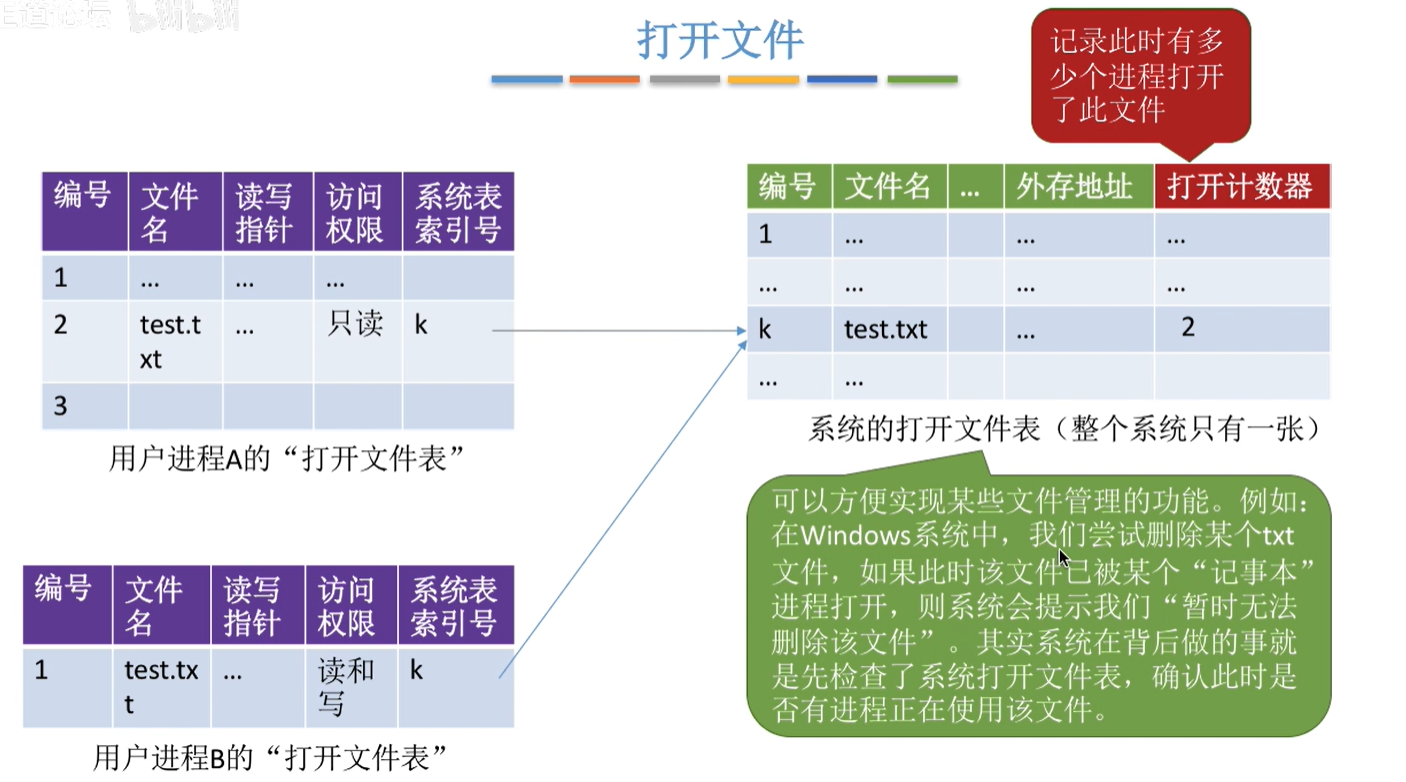 bilibili
打开文件
记录此时有多
少个进程打开
了此文件
编号 文件名 读写指针 访问权限 系统表索引号
1 … … …
2 test.txt … 只读 k
3
用户进程A的“打开文件表”
编号 文件名 … 外存地址 打开计数器
1 … … …
… … … …
k test.txt … 2
… …
系统的打开文件表（整个系统只有一张）
可以方便实现某些文件管理的功能。例如：
在Windows系统中，我们尝试删除某个txt
文件，如果此时该文件已被某个“记事本”
进程打开，则系统会提示我们“暂时无法
删除该文件”。其实系统在背后做的事就
是先检查了系统打开文件表，确认此时是
否有进程正在使用该文件。
编号 文件名 读写指针 访问权限 系统表索引号
1 test.txt … 读和写 k
用户进程B的“打开文件表”